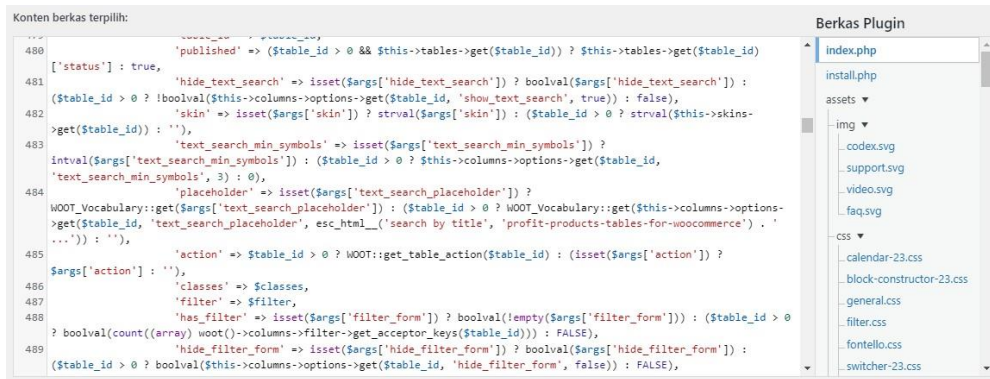 Konten berkas terpilih:
480 'published' => ($table_id > 0 && $this->tables->get($table_id)) ? $this->tables->get($table_id)
['status'] : true,
481 'hide_text_search' => isset($args['hide_text_search']) ? boolval($args['hide_text_search']) :
($table_id > 0 ? !boolval($this->columns->options->get($table_id, 'show_text_search', true)) : false),
482 'skin' => isset($args['skin']) ? strval($args['skin']) : ($table_id > 0 ? strval($this->skins-
>get($table_id)) : ''),
483 'text_search_min_symbols' => isset($args['text_search_min_symbols']) ?
intval($args['text_search_min_symbols']) : ($table_id > 0 ? $this->columns->options->get($table_id,
'text_search_min_symbols', 3) : 0),
484 'placeholder' => isset($args['text_search_placeholder']) ?
WOOT_Vocabulary::get($args['text_search_placeholder']) : ($table_id > 0 ? WOOT_Vocabulary::get($this->columns->options-
>get($table_id, 'text_search_placeholder', esc_html__('search by title', 'profit-products-tables-for-woocommerce') . '
...')) : ''),
485 'action' => $table_id > 0 ? WOOT::get_table_action($table_id) : (isset($args['action']) ?
$args['action'] : ''),
486 'classes' => $classes,
487 'filter' => $filter,
488 'has_filter' => isset($args['filter_form']) ? boolval(!empty($args['filter_form'])) : ($table_id > 0
? boolval(count((array) woot()->columns->filter->get_acceptor_keys($table_id))) : FALSE),
489 'hide_filter_form' => isset($args['hide_filter_form']) ? boolval($args['hide_filter_form']) :
($table_id > 0 ? boolval($this->columns->options->get($table_id, 'hide_filter_form', false)) : FALSE),
Berkas Plugin
index.php
install.php
assets ▼
img ▼
codex.svg
support.svg
video.svg
faq.svg
css ▼
calendar-23.css
block-constructor-23.css
general.css
filter.css
fontello.css
switcher-23.css